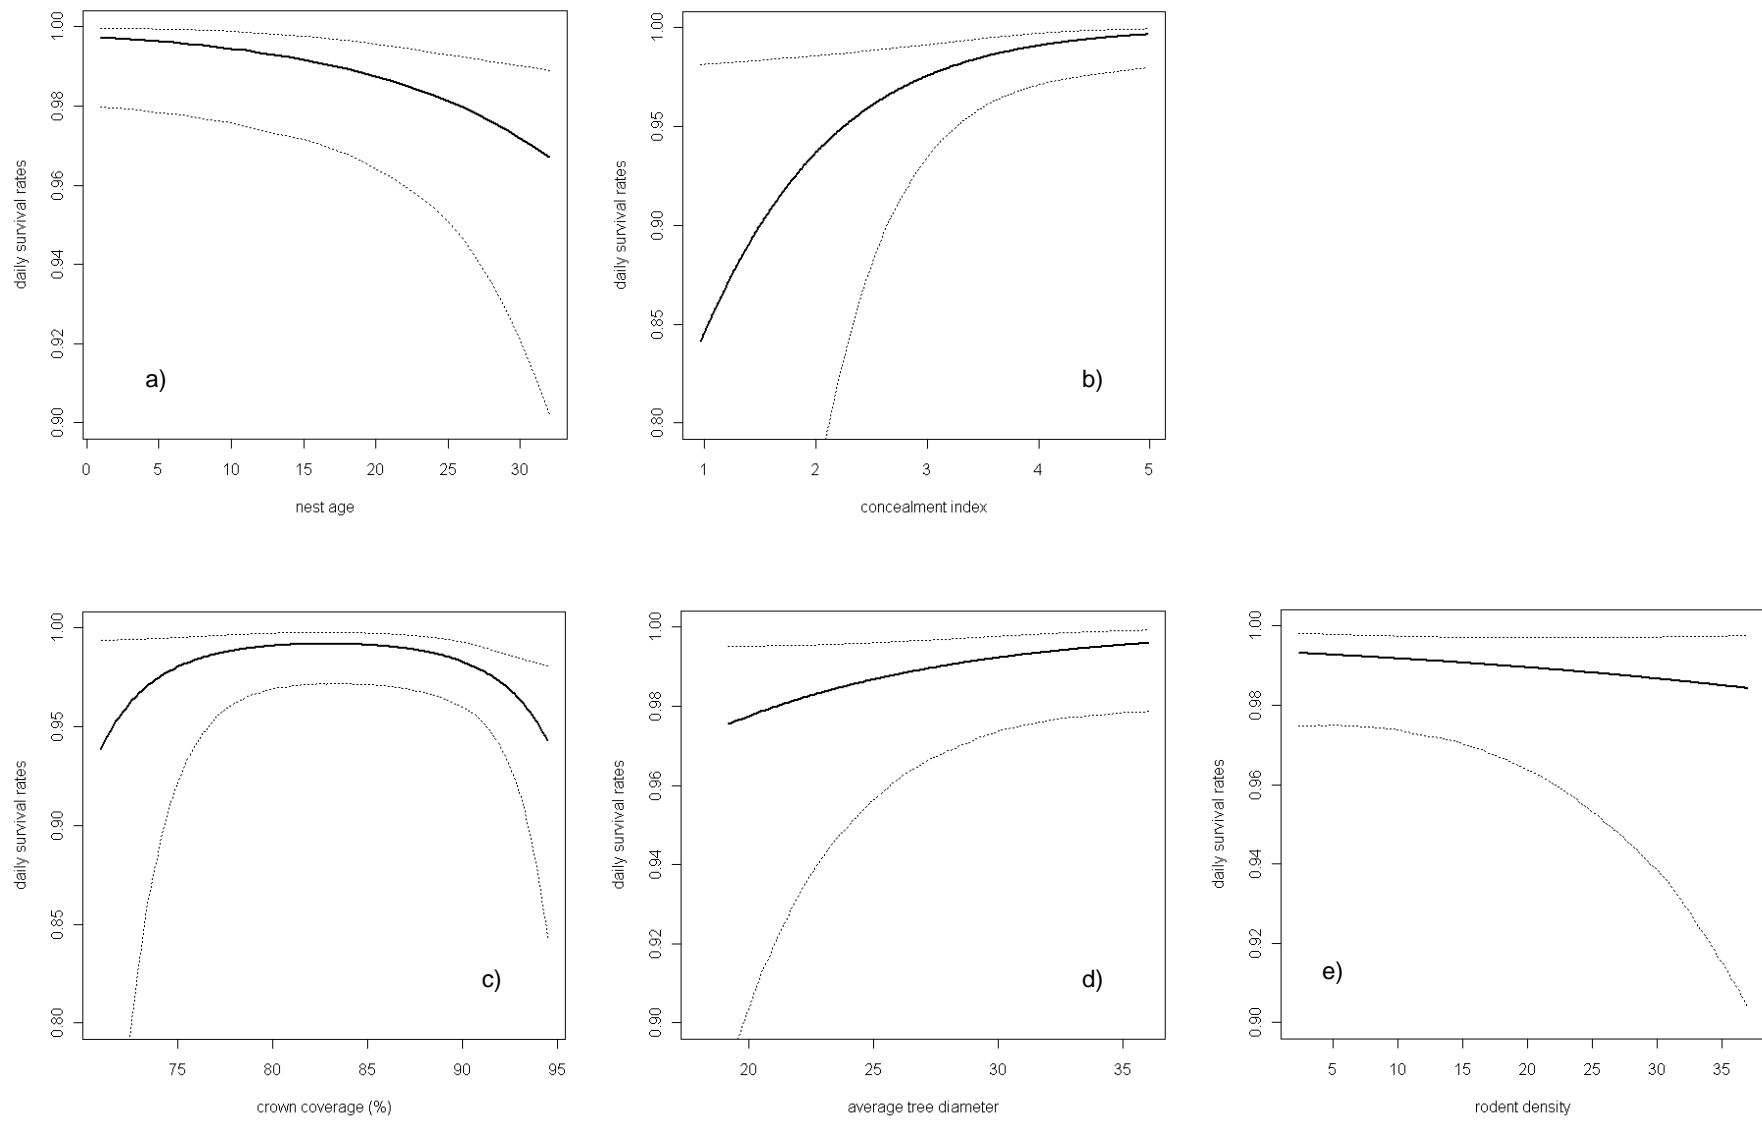 1.00
0.98
0.96
0.94
0.92
0.90
daily survival rates
a)
0 5 10 15 20 25 30
nest age
1.00
0.95
0.90
0.85
0.80
daily survival rates
b)
1 2 3 4 5
concealment index
1.00
0.95
0.90
0.85
0.80
daily survival rates
c)
75 80 85 90 95
crown coverage (%)
1.00
0.98
0.96
0.94
0.92
0.90
daily survival rates
d)
20 25 30 35
average tree diameter
1.00
0.98
0.96
0.94
0.92
0.90
daily survival rates
e)
5 10 15 20 25 30 35
rodent density